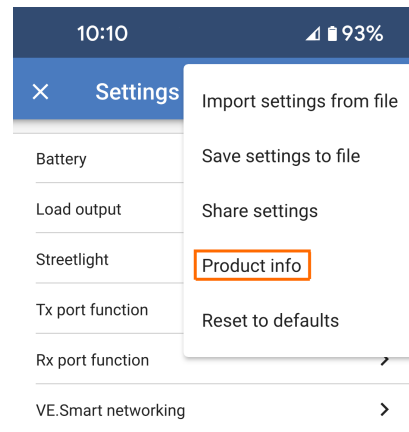 10:10
93%
Settings
Import settings from file
Save settings to file
Share settings
Product info
Reset to defaults
Battery
Load output
Streetlight
Tx port function
Rx port function
VE.Smart networking